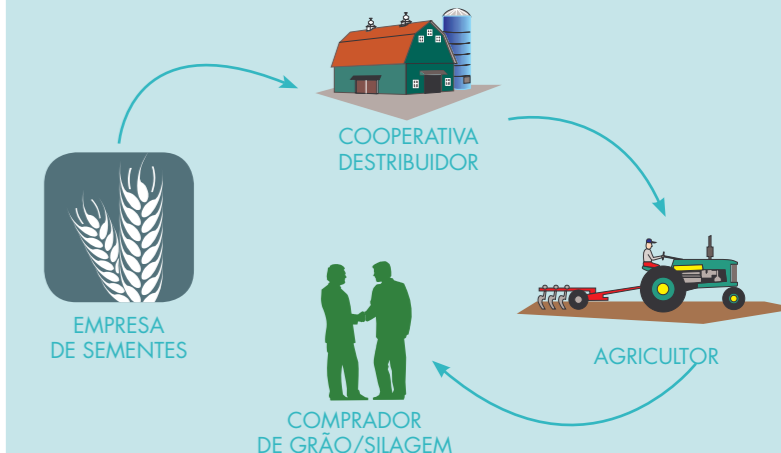 COOPERATIVA
DESTRIBUIDOR
EMPRESA
DE SEMENTES
AGRICULTOR
COMPRADOR
DE GRÃO/SILAGEM